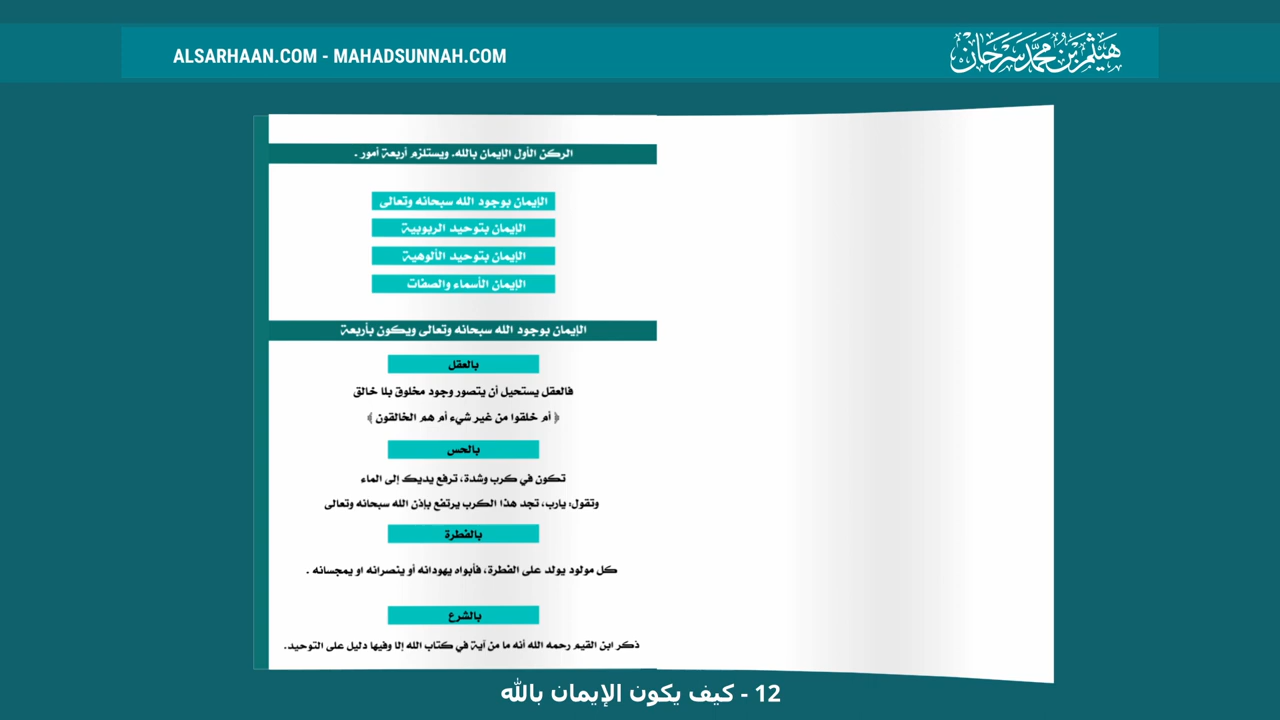 ALSARHAAN.COM - MAHADSUNNAH.COM
هيثم بن محمد سرحان
الركن الأول الإيمان بالله. ويستلزم أربعة أمور .
الإيمان بوجود الله سبحانه وتعالى
الإيمان بتوحيد الربوبية
الإيمان بتوحيد الألوهية
الإيمان الأسماء والصفات
الإيمان بوجود الله سبحانه وتعالى ويكون بأربعة
بالعقل
فالعقل يستحيل أن يتصور وجود مخلوق بلا خالق
﴿ أم خلقوا من غير شيء أم هم الخالقون ﴾
بالحس
تكون في كرب وشدة، ترفع يديك إلى الماء
وتقول: يارب، تجد هذا الكرب يرتفع بإذن الله سبحانه وتعالى
بالفطرة
كل مولود يولد على الفطرة، فأبواه يهودانه أو ينصرانه او يمجسانه .
بالشرع
ذكر ابن القيم رحمه الله أنه ما من آية في كتاب الله إلا وفيها دليل على التوحيد.
12 - كيف يكون الإيمان بالله